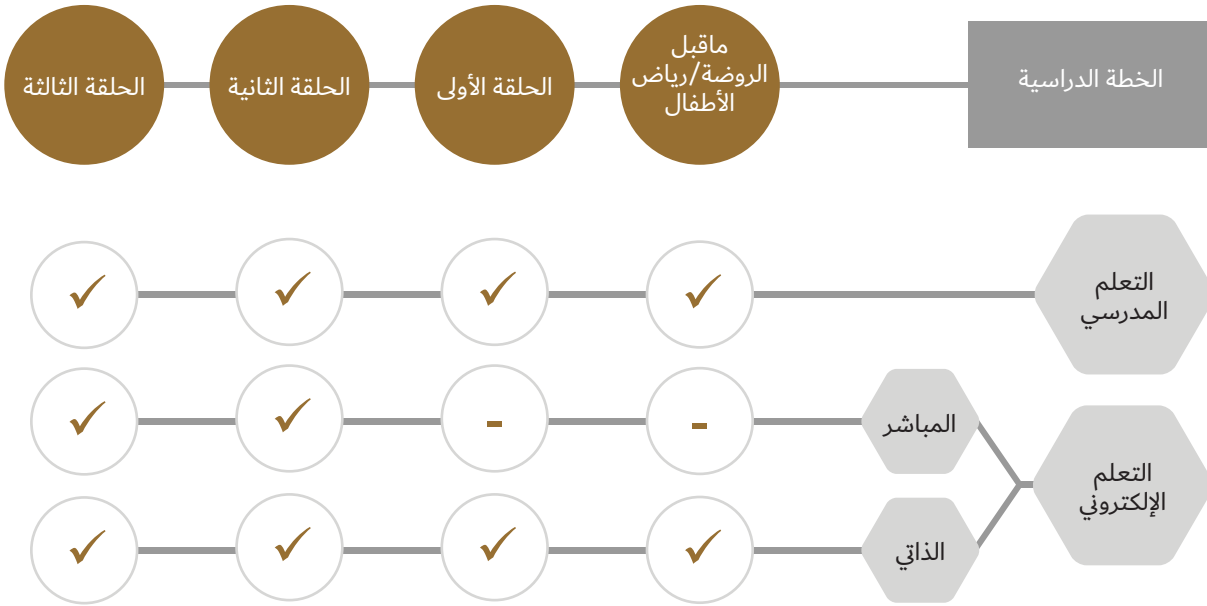 الخطة الدراسية
ماقبل
الروضة/رياض
الأطفال
الحلقة الأولى
الحلقة الثانية
الحلقة الثالثة
التعلم
المدرسي
✓
✓
✓
✓
التعلم
الإلكتروني
المباشر
-
-
✓
✓
الذاتي
✓
✓
✓
✓